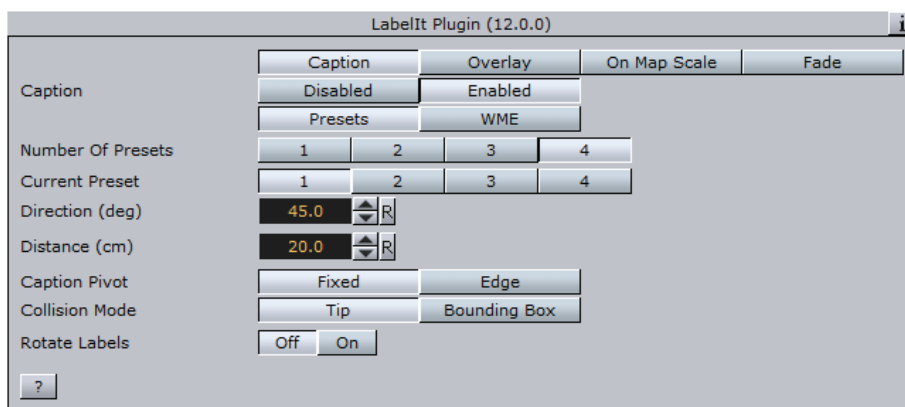 LabelIt Plugin (12.0.0) i
Caption Overlay On Map Scale Fade
Caption Disabled Enabled
Presets WME
Number Of Presets 1 2 3 4
Current Preset 1 2 3 4
Direction (deg) 45.0 R
Distance (cm) 20.0 R
Caption Pivot Fixed Edge
Collision Mode Tip Bounding Box
Rotate Labels Off On
?